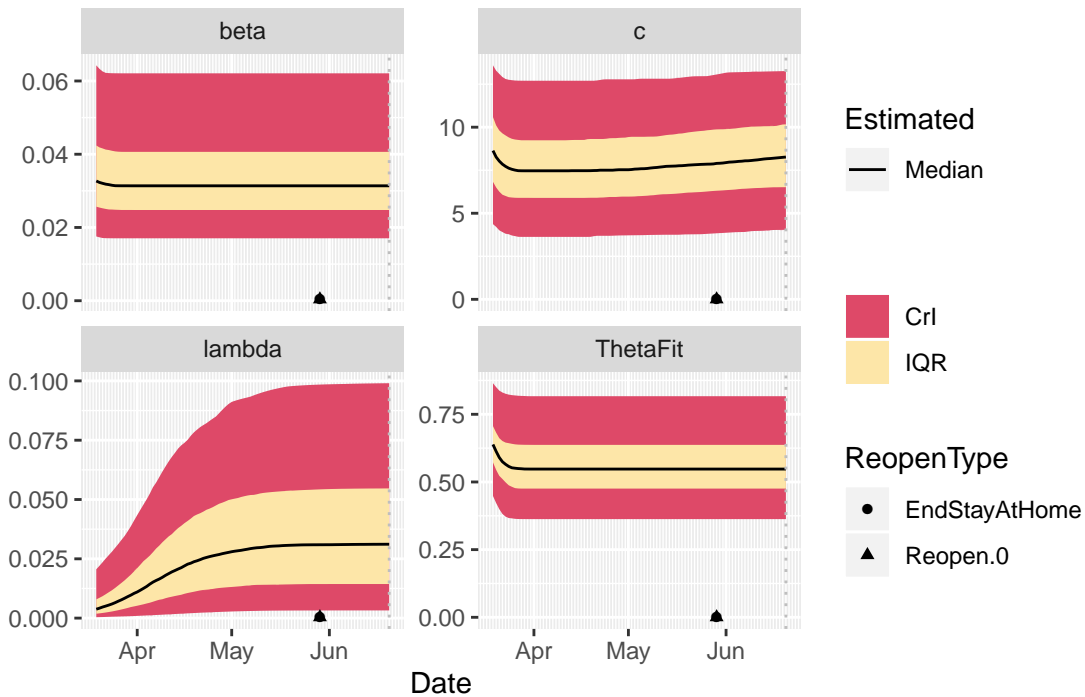 beta
c
0.06
0.04
0.02
0.00
10
5
0
lambda
ThetaFit
0.100
0.075
0.050
0.025
0.000
0.75
0.50
0.25
0.00
Apr
May
Jun
Apr
May
Jun
Date
Estimated
Median
CrI
IQR
ReopenType
EndStayAtHome
Reopen.0